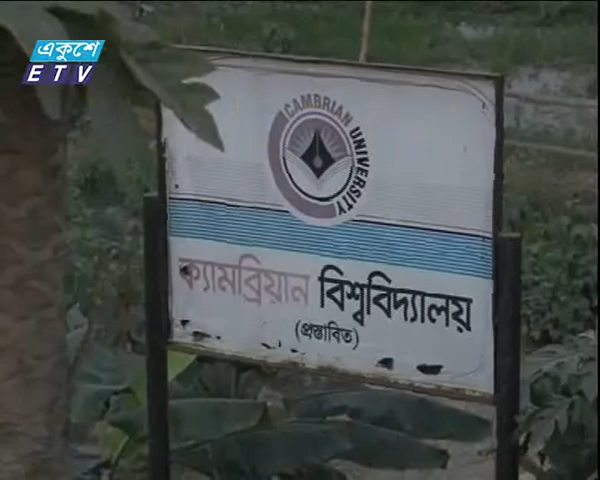 একুশে
ETV
CAMBRIAN UNIVERSITY
ক্যামব্রিয়ান বিশ্ববিদ্যালয়
(প্রস্তাবিত)